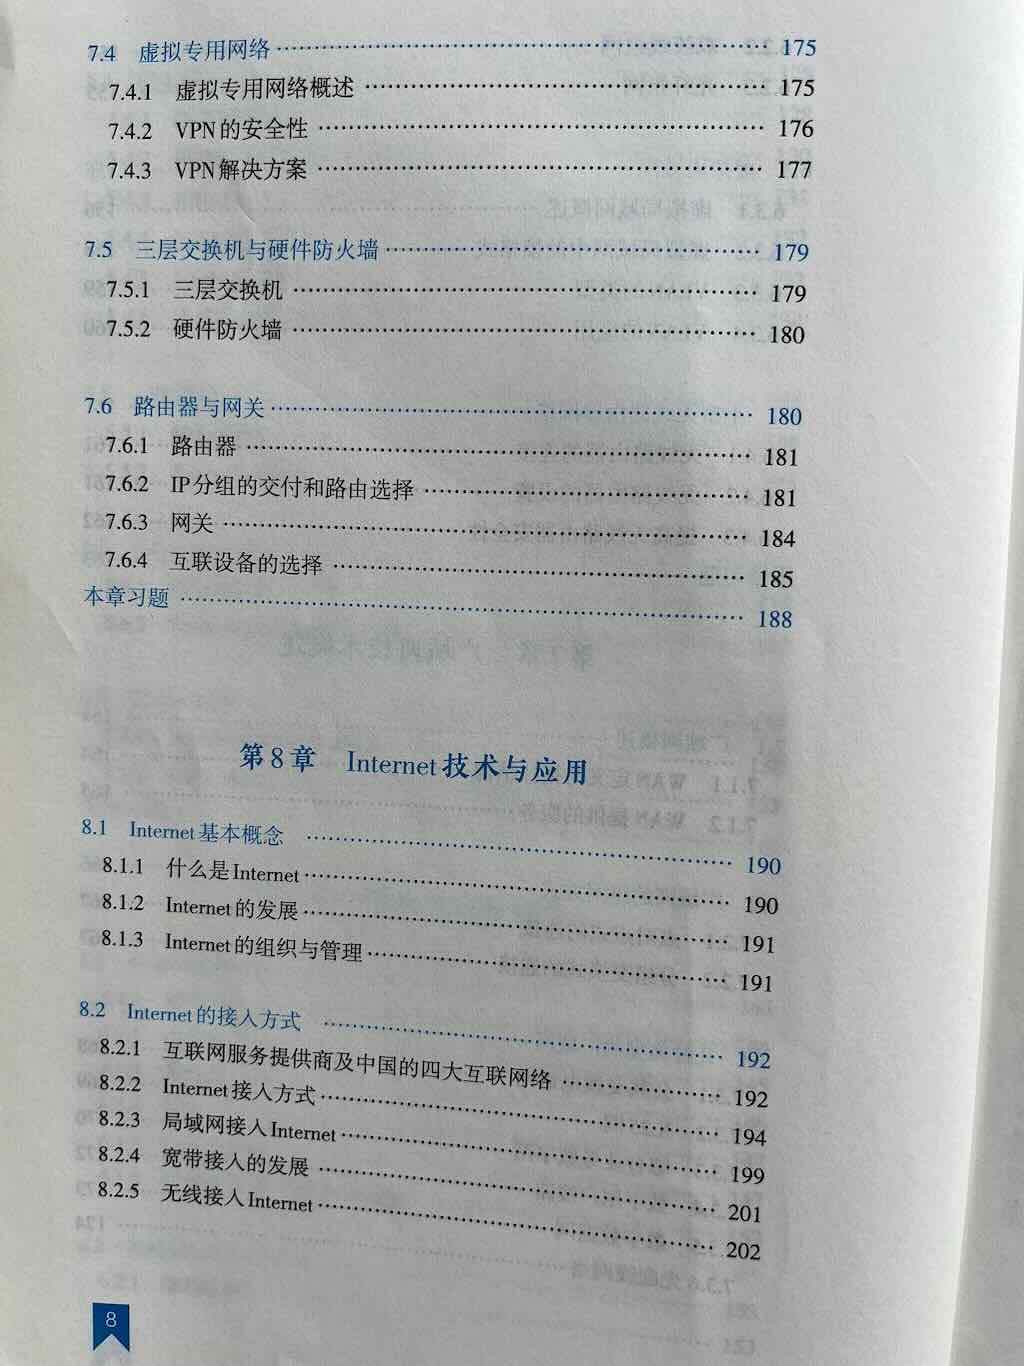 7.4 虚拟专用网络 175
7.4.1 虚拟专用网络概述 175
7.4.2 VPN的安全性 176
7.4.3 VPN解决方案 177
7.5 三层交换机与硬件防火墙 179
7.5.1 三层交换机 179
7.5.2 硬件防火墙 180
7.6 路由器与网关 180
7.6.1 路由器 181
7.6.2 IP分组的交付和路由选择 181
7.6.3 网关 184
7.6.4 互联设备的选择 185
本章习题 188
第8章 Internet技术与应用
8.1 Internet基本概念 190
8.1.1 什么是Internet 190
8.1.2 Internet的发展 191
8.1.3 Internet的组织与管理 191
8.2 Internet的接入方式 192
8.2.1 互联网服务提供商及中国的四大互联网络 192
8.2.2 Internet接入方式 194
8.2.3 局域网接入Internet 199
8.2.4 宽带接入的发展 201
8.2.5 无线接入Internet 202
8